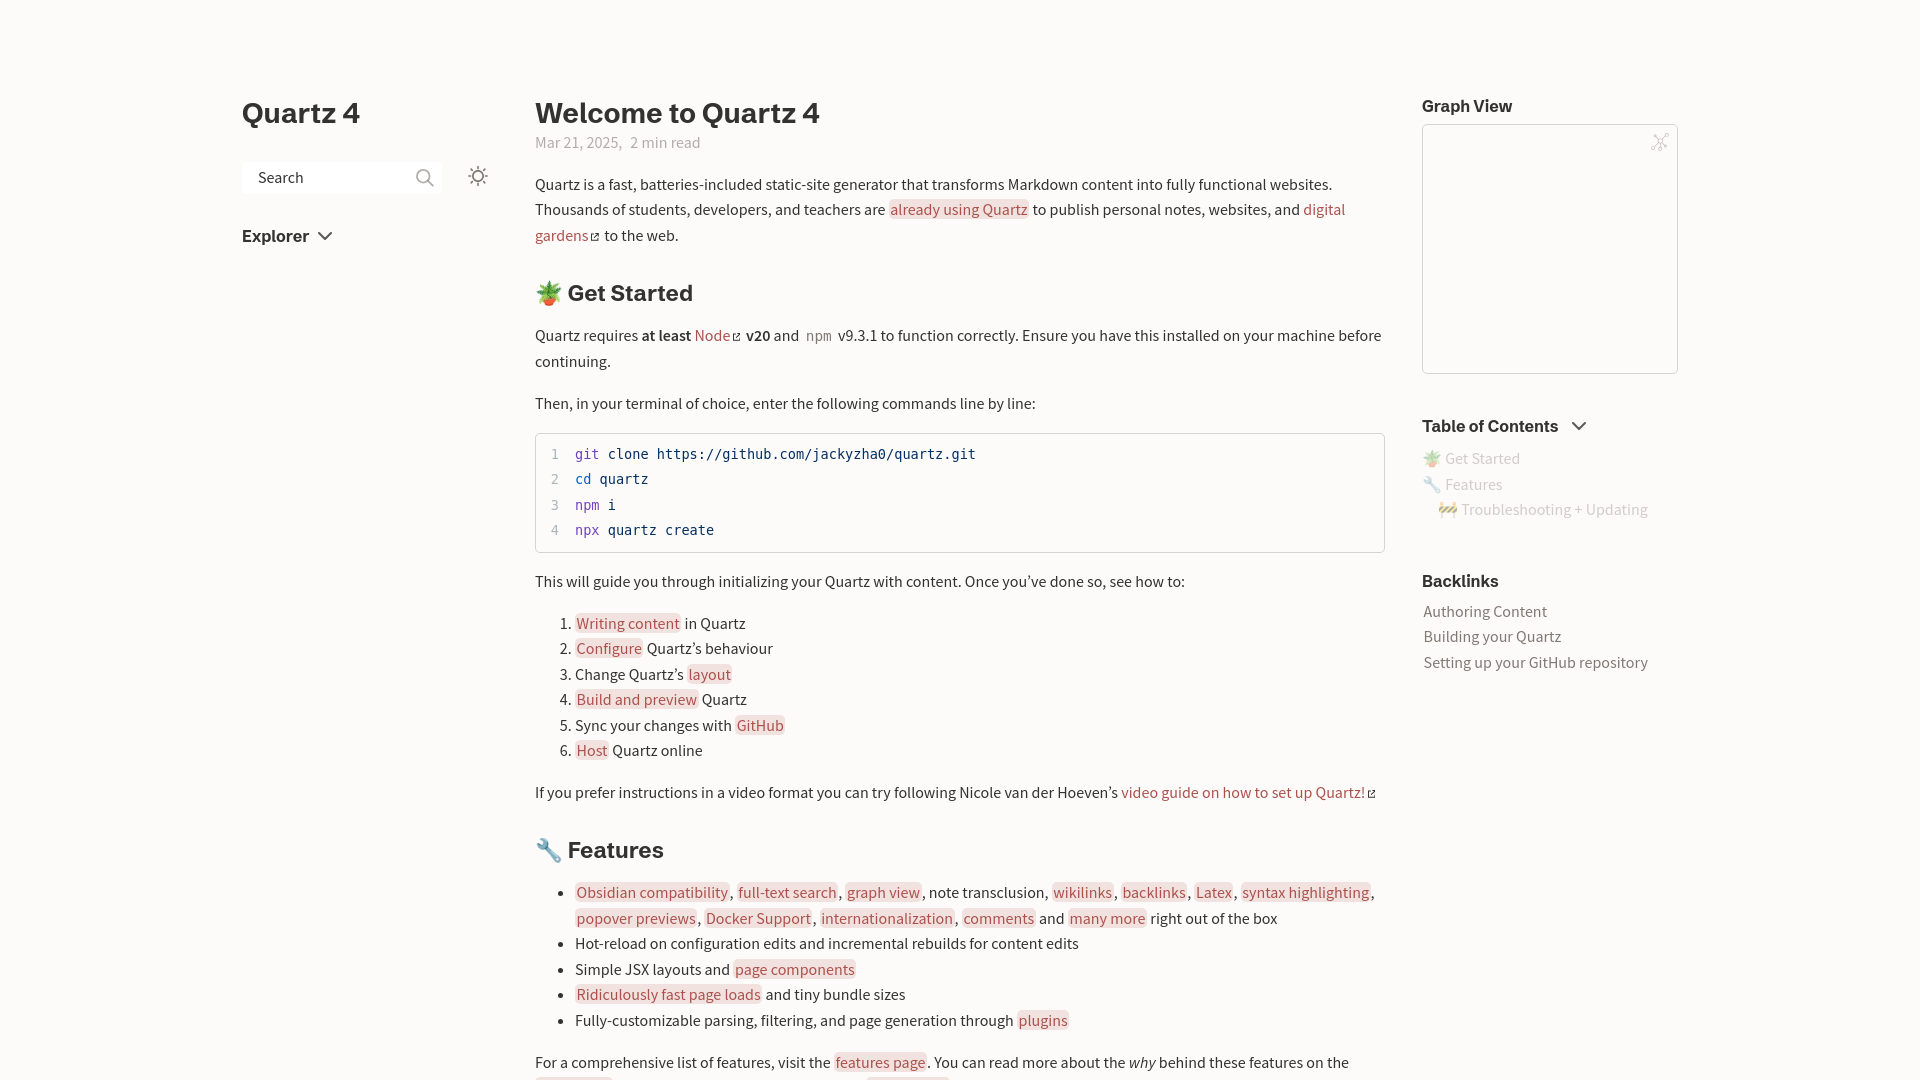 Quartz 4
Search
Explorer
Welcome to Quartz 4
Mar 21, 2025, 2 min read
Quartz is a fast, batteries-included static-site generator that transforms Markdown content into fully functional websites.
Thousands of students, developers, and teachers are already using Quartz to publish personal notes, websites, and digital
gardens to the web.
🪴 Get Started
Quartz requires at least Node v20 and npm v9.3.1 to function correctly. Ensure you have this installed on your machine before
continuing.
Then, in your terminal of choice, enter the following commands line by line:
1 git clone https://github.com/jackyzha0/quartz.git
2 cd quartz
3 npm i
4 npx quartz create
This will guide you through initializing your Quartz with content. Once you’ve done so, see how to:
1. Writing content in Quartz
2. Configure Quartz’s behaviour
3. Change Quartz’s layout
4. Build and preview Quartz
5. Sync your changes with GitHub
6. Host Quartz online
If you prefer instructions in a video format you can try following Nicole van der Hoeven’s video guide on how to set up Quartz!
🔧 Features
• Obsidian compatibility, full-text search, graph view, note transclusion, wikilinks, backlinks, Latex, syntax highlighting,
popover previews, Docker Support, internationalization, comments and many more right out of the box
• Hot-reload on configuration edits and incremental rebuilds for content edits
• Simple JSX layouts and page components
• Ridiculously fast page loads and tiny bundle sizes
• Fully-customizable parsing, filtering, and page generation through plugins
For a comprehensive list of features, visit the features page. You can read more about the why behind these features on the
Graph View
Table of Contents
🪴 Get Started
🔧 Features
🚧 Troubleshooting + Updating
Backlinks
Authoring Content
Building your Quartz
Setting up your GitHub repository